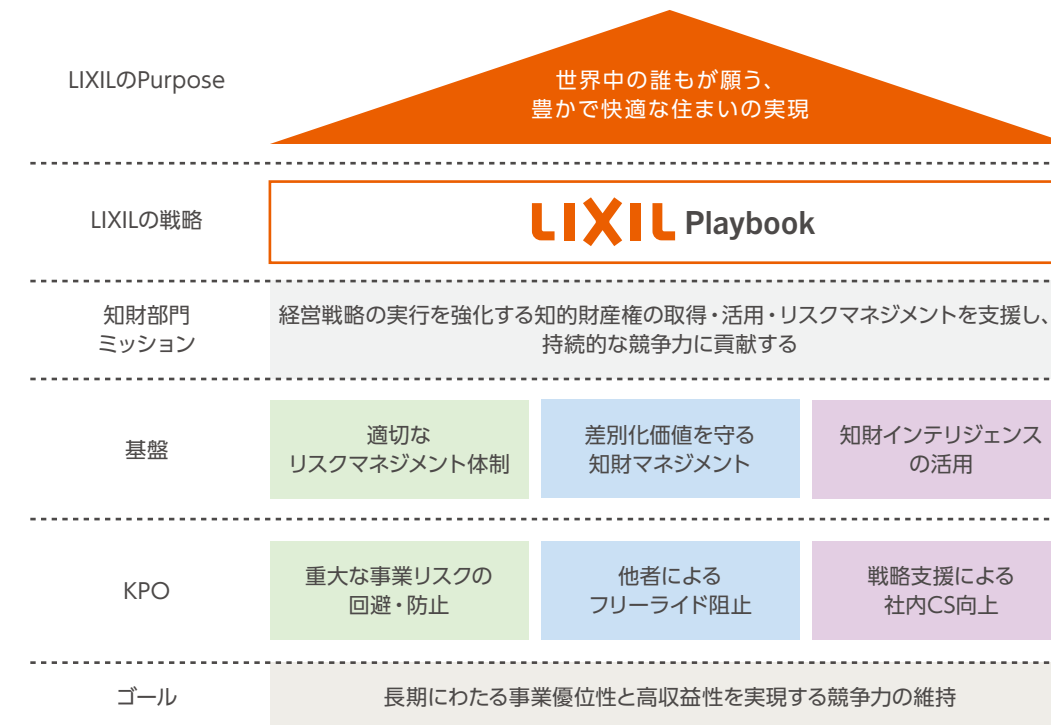 LIXILのPurpose
世界中の誰もが願う、
豊かで快適な住まいの実現
LIXILの戦略
LIXIL Playbook
知財部門
ミッション
経営戦略の実行を強化する知的財産権の取得・活用・リスクマネジメントを支援し、
持続的な競争力に貢献する
基盤
適切な
リスクマネジメント体制
差別化価値を守る
知財マネジメント
知財インテリジェンス
の活用
KPO
重大な事業リスクの
回避・防止
他者による
フリーライド阻止
戦略支援による
社内CS向上
ゴール
長期にわたる事業優位性と高収益性を実現する競争力の維持